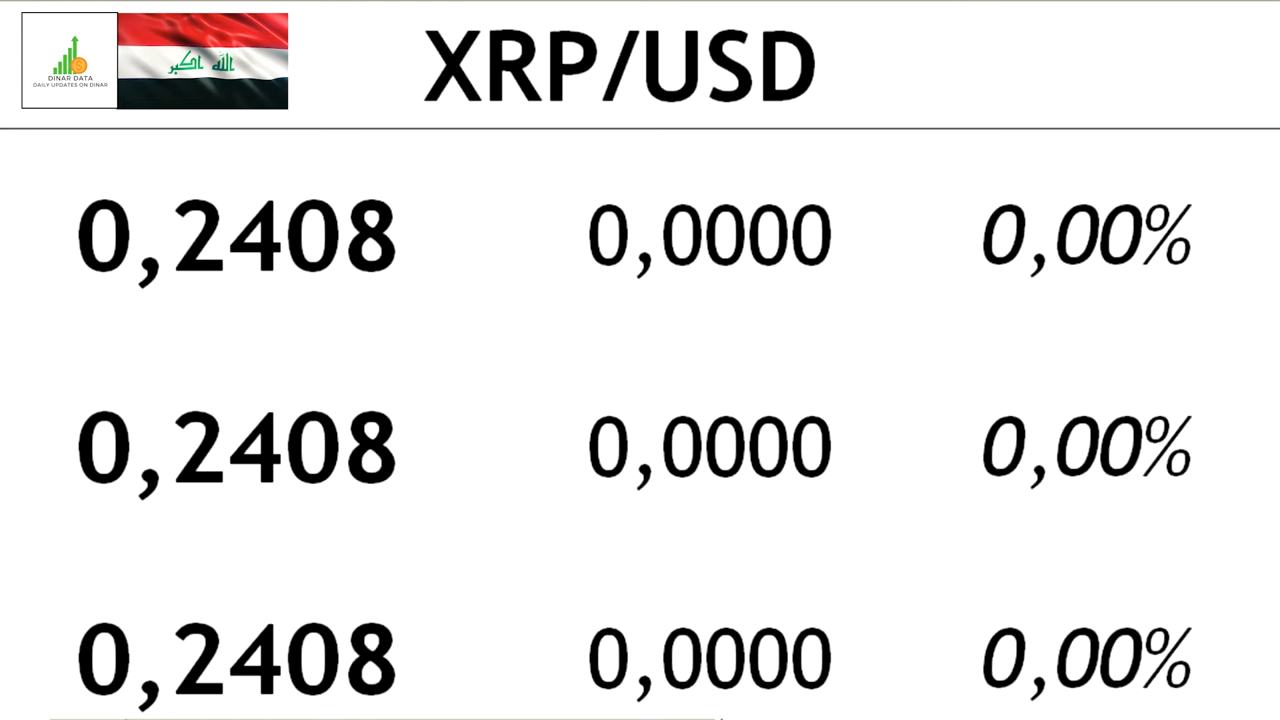 DINAR DATA
DAILY UPDATES ON DINAR
الله اكبر
XRP/USD
0,2408 0,0000 0,00%
0,2408 0,0000 0,00%
0,2408 0,0000 0,00%